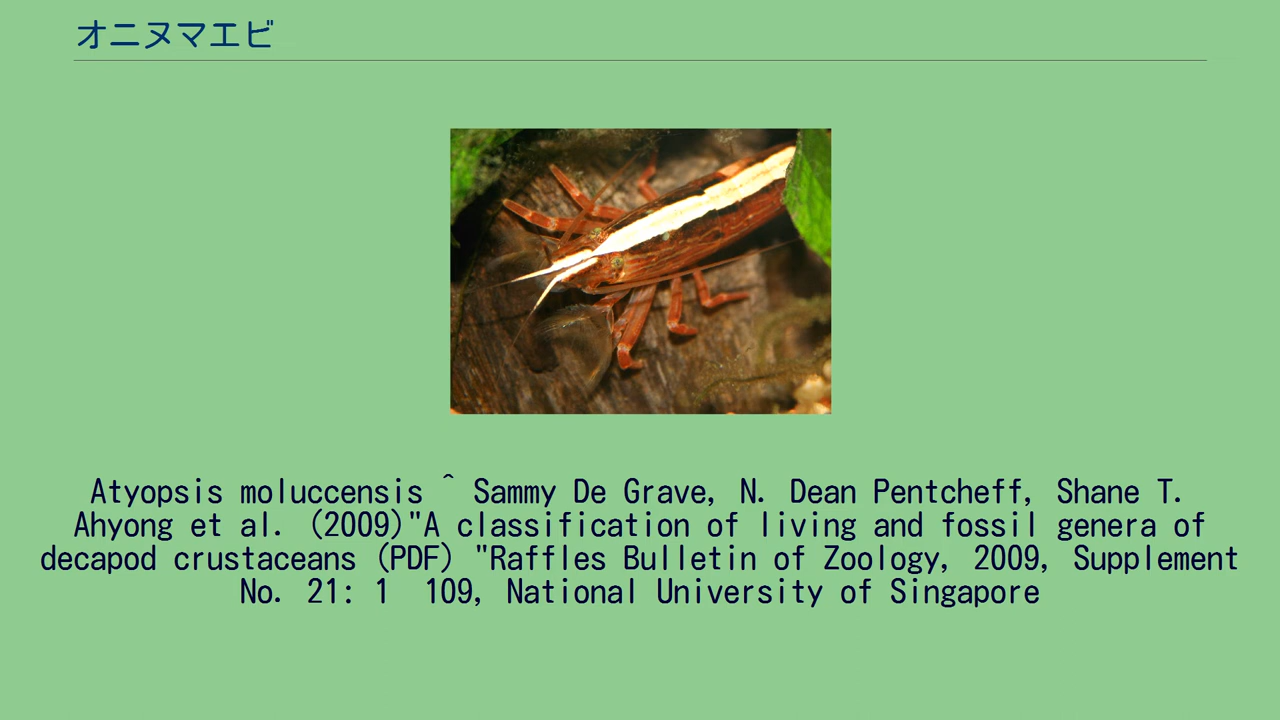 オニヌマエビ
Atyopsis moluccensis ^ Sammy De Grave, N. Dean Pentcheff, Shane T.
Ahyong et al. (2009)"A classification of living and fossil genera of
decapod crustaceans (PDF) "Raffles Bulletin of Zoology, 2009, Supplement
No. 21: 1  109, National University of Singapore